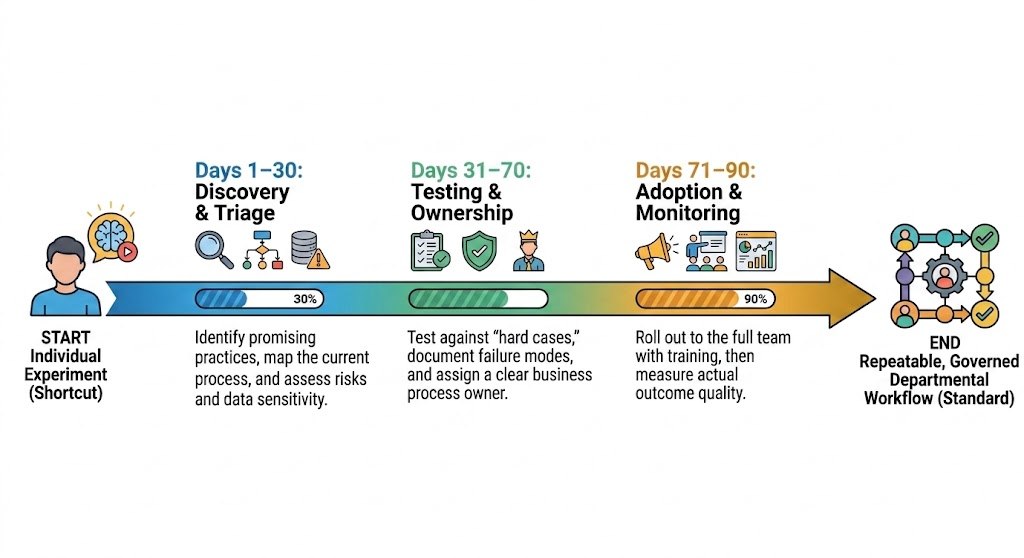 START
Individual
Experiment
(Shortcut)
Days 1–30:
Discovery
& Triage
30%
Identify promising
practices, map the current
process, and assess risks
and data sensitivity.
Days 31–70:
Testing &
Ownership
Test against “hard cases,”
document failure modes,
and assign a clear business
process owner.
Days 71–90:
Adoption &
Monitoring
90%
Roll out to the full team
with training, then
measure actual
outcome quality.
END
Repeatable, Governed
Departmental
Workflow (Standard)